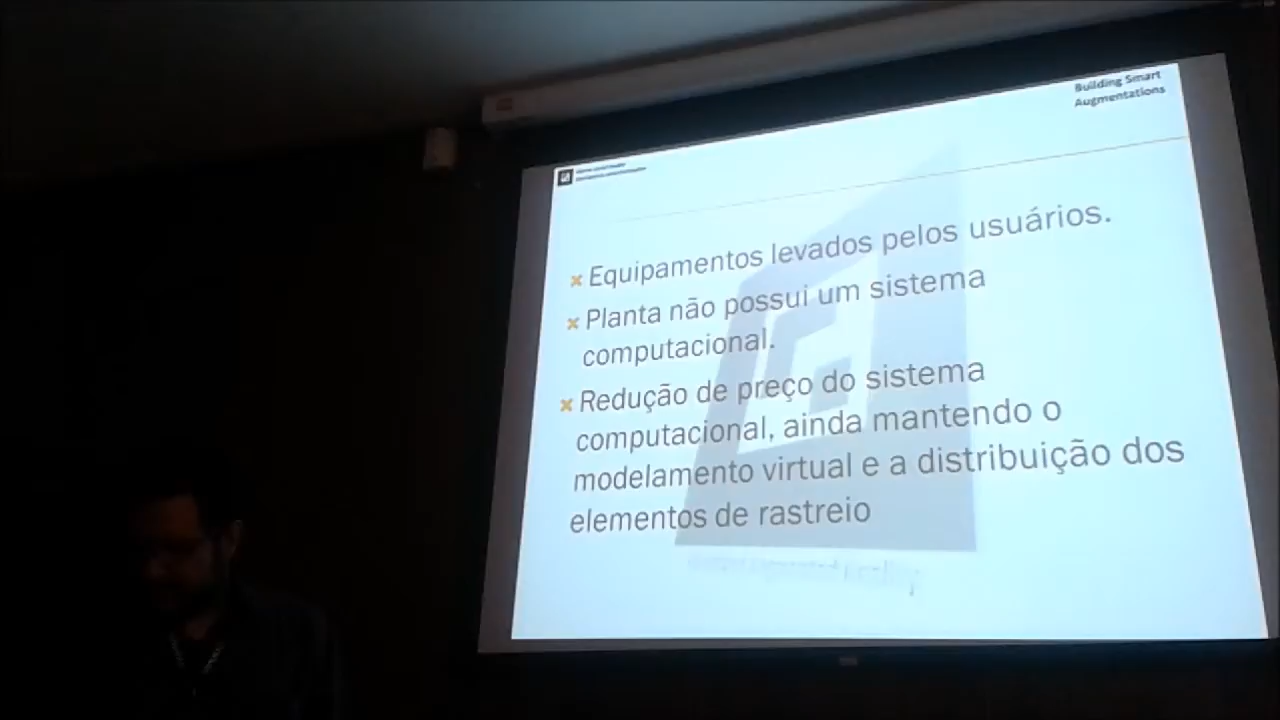 Building Smart
Augmentations
Equipamentos levados pelos usuários.
Planta não possui um sistema
computacional.
Redução de preço do sistema
computacional, ainda mantendo o
modelamento virtual e a distribuição dos
elementos de rastreio